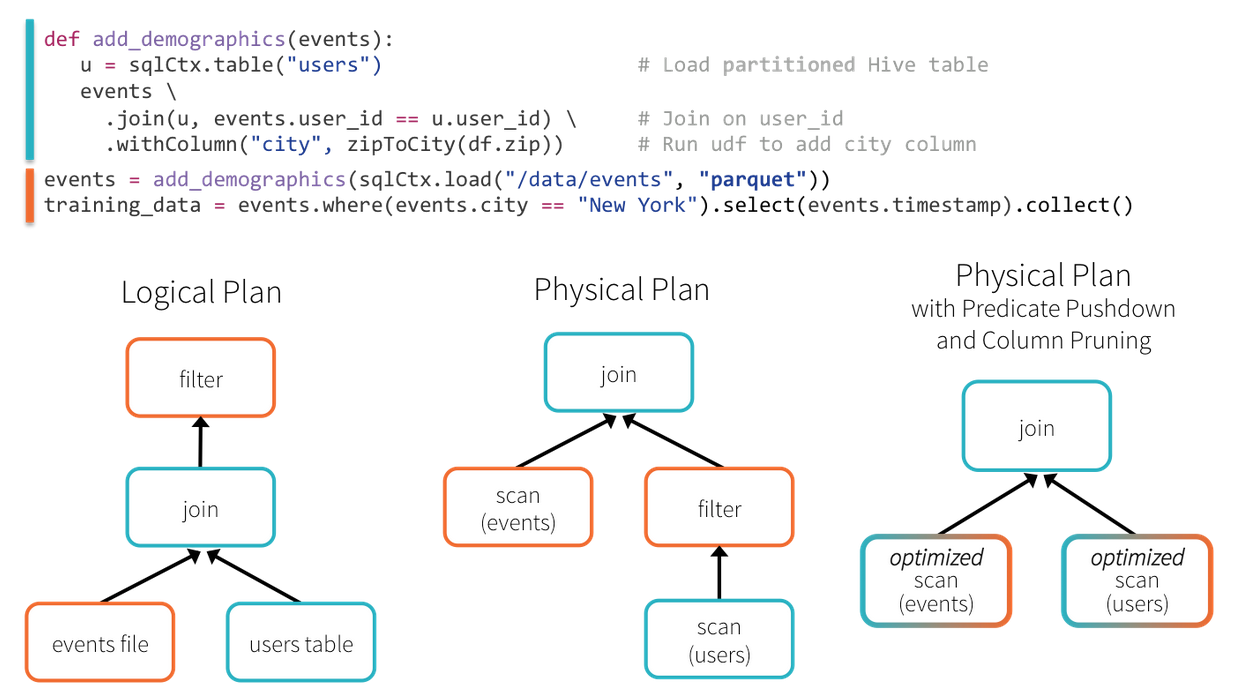 def add_demographics(events):
u = sqlCtx.table("users") # Load partitioned Hive table
events \
.join(u, events.user_id == u.user_id) \ # Join on user_id
.withColumn("city", zipToCity(df.zip)) # Run udf to add city column
events = add_demographics(sqlCtx.load("/data/events", "parquet"))
training_data = events.where(events.city == "New York").select(events.timestamp).collect()
Logical Plan
filter
join
events file
users table
Physical Plan
join
scan
(events)
filter
scan
(users)
Physical Plan
with Predicate Pushdown
and Column Pruning
join
optimized
scan
(events)
optimized
scan
(users)